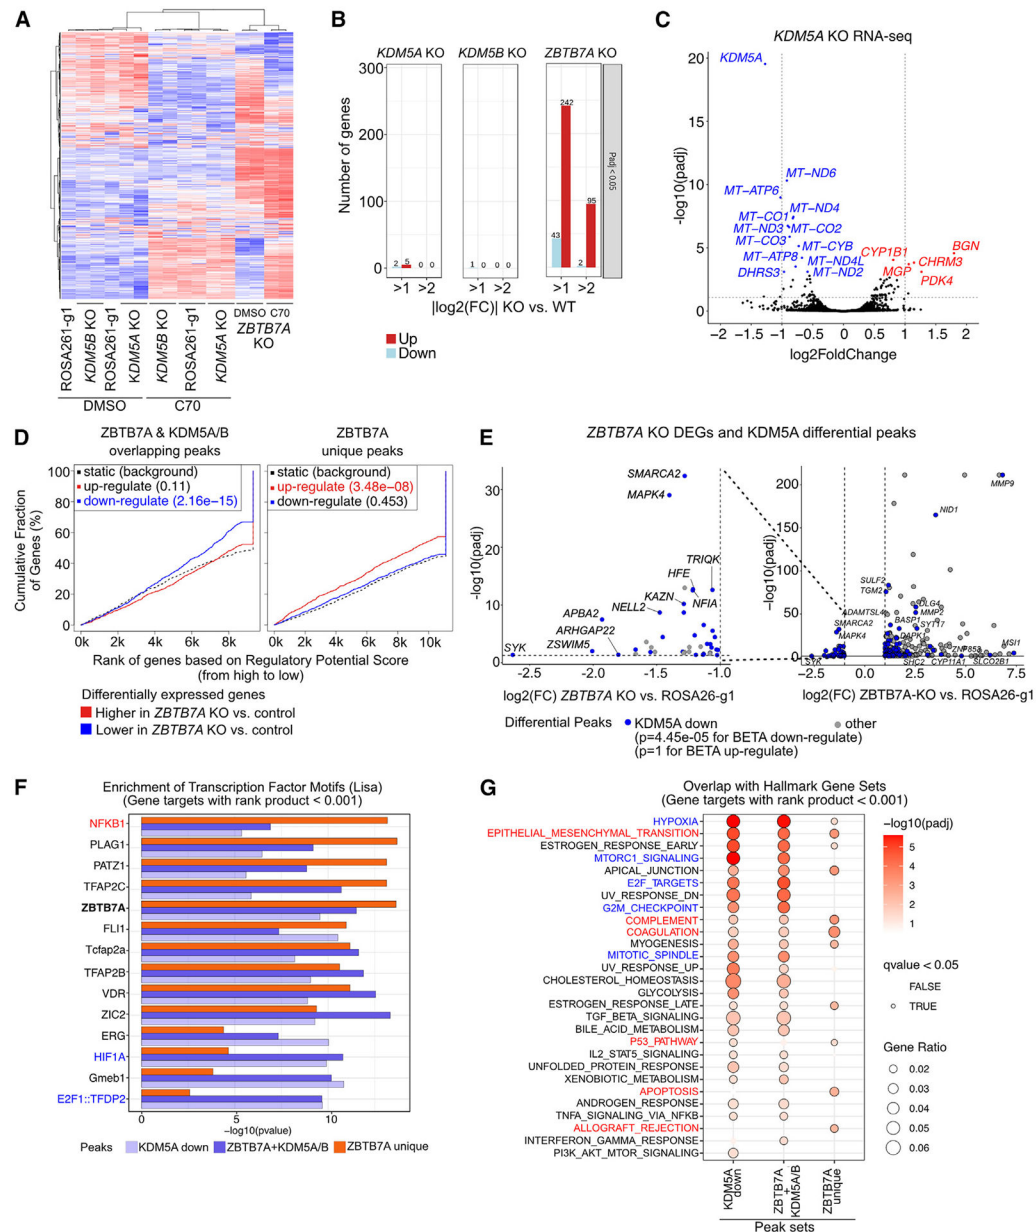 A
ROSA261-g1
KDM5B KO
ROSA261-g1
KDM5A KO
KDM5B KO
ROSA261-g1
KDM5A KO
DMSO C70
ZBTB7A
KO
DMSO
C70
B
KDM5A KO
KDM5B KO
ZBTB7A KO
Number of genes
300
200
100
0
2 5 0 0
1 0 0 0
43 242 2 95
Padj < 0.05
>1 >2
>1 >2
>1 >2
|log2(FC)| KO vs. WT
Up
Down
C
KDM5A KO RNA-seq
-log10(padj)
20
15
10
5
0
KDM5A
MT−ND6
MT−ATP6
MT−ND4
MT−CO1
MT−ND3
MT−CO2
MT−CO3
MT−CYB
MT−ATP8
MT−ND4L
DHRS3
MT−ND2
CYP1B1
BGN
CHRM3
MGP
PDK4
-1.5 -1.0 -0.5 0 0.5 1.0 1.5
log2FoldChange
D
ZBTB7A & KDM5A/B
overlapping peaks
ZBTB7A
unique peaks
Cumulative Fraction
of Genes (%)
100
80
60
40
20
0
static (background)
up-regulate (0.11)
down-regulate (2.16e−15)
static (background)
up-regulate (3.48e−08)
down-regulate (0.453)
0k 2k 4k 6k 8k
0k 2k 4k 6k 8k 10k
Rank of genes based on Regulatory Potential Score
(from high to low)
Differentially expressed genes
Higher in ZBTB7A KO vs. control
Lower in ZBTB7A KO vs. control
E
ZBTB7A KO DEGs and KDM5A differential peaks
-log10(padj)
30
20
10
0
SMARCA2
MAPK4
TRIQK
HFE
KAZN
NFIA
NELL2
APBA2
ARHGAP22
ZSWIM5
SYK
-2.5 -2.0 -1.5 -1.0
log2(FC) ZBTB7A KO vs. ROSA26-g1
−log10(padj)
200
150
100
50
0
MMP9
NID1
SULF2
TGM2
DLG4
ADAMTSL4
MMP2
SMARCA2
BASP1
SYT17
MAPK4
DAPK1
ZNF853
MSI1
SYK
SHC2
CYP11A1
SLCO2B1
-2.5 0 2.5 5.0 7.5
log2(FC) ZBTB7A-KO vs. ROSA26-g1
Differential Peaks
KDM5A down
other
(p=4.45e-05 for BETA down-regulate)
(p=1 for BETA up-regulate)
F
Enrichment of Transcription Factor Motifs (Lisa)
(Gene targets with rank product < 0.001)
NFKB1
PLAG1
PATZ1
TFAP2C
ZBTB7A
FLI1
Tcfap2a
TFAP2B
VDR
ZIC2
ERG
HIF1A
Gmeb1
E2F1::TFDP2
0 5 10
−log10(pvalue)
Peaks
KDM5A down
ZBTB7A+KDM5A/B
ZBTB7A unique
G
Overlap with Hallmark Gene Sets
(Gene targets with rank product < 0.001)
HYPOXIA
EPITHELIAL_MESENCHYMAL_TRANSITION
ESTROGEN_RESPONSE_EARLY
MTORC1_SIGNALING
APICAL_JUNCTION
E2F_TARGETS
UV_RESPONSE_DN
G2M_CHECKPOINT
COMPLEMENT
COAGULATION
MYOGENESIS
MITOTIC_SPINDLE
UV_RESPONSE_UP
CHOLESTEROL_HOMEOSTASIS
GLYCOLYSIS
ESTROGEN_RESPONSE_LATE
TGF_BETA_SIGNALING
BILE_ACID_METABOLISM
P53_PATHWAY
IL2_STAT5_SIGNALING
UNFOLDED_PROTEIN_RESPONSE
XENOBIOTIC_METABOLISM
APOPTOSIS
ANDROGEN_RESPONSE
TNFA_SIGNALING_VIA_NFKB
ALLOGRAFT_REJECTION
INTERFERON_GAMMA_RESPONSE
PI3K_AKT_MTOR_SIGNALING
KDM5A
down
ZBTB7A
+
KDM5A/B
ZBTB7A
unique
Peak sets
−log10(padj)
5
4
3
2
1
qvalue < 0.05
FALSE
TRUE
Gene Ratio
0.02
0.03
0.04
0.05
0.06